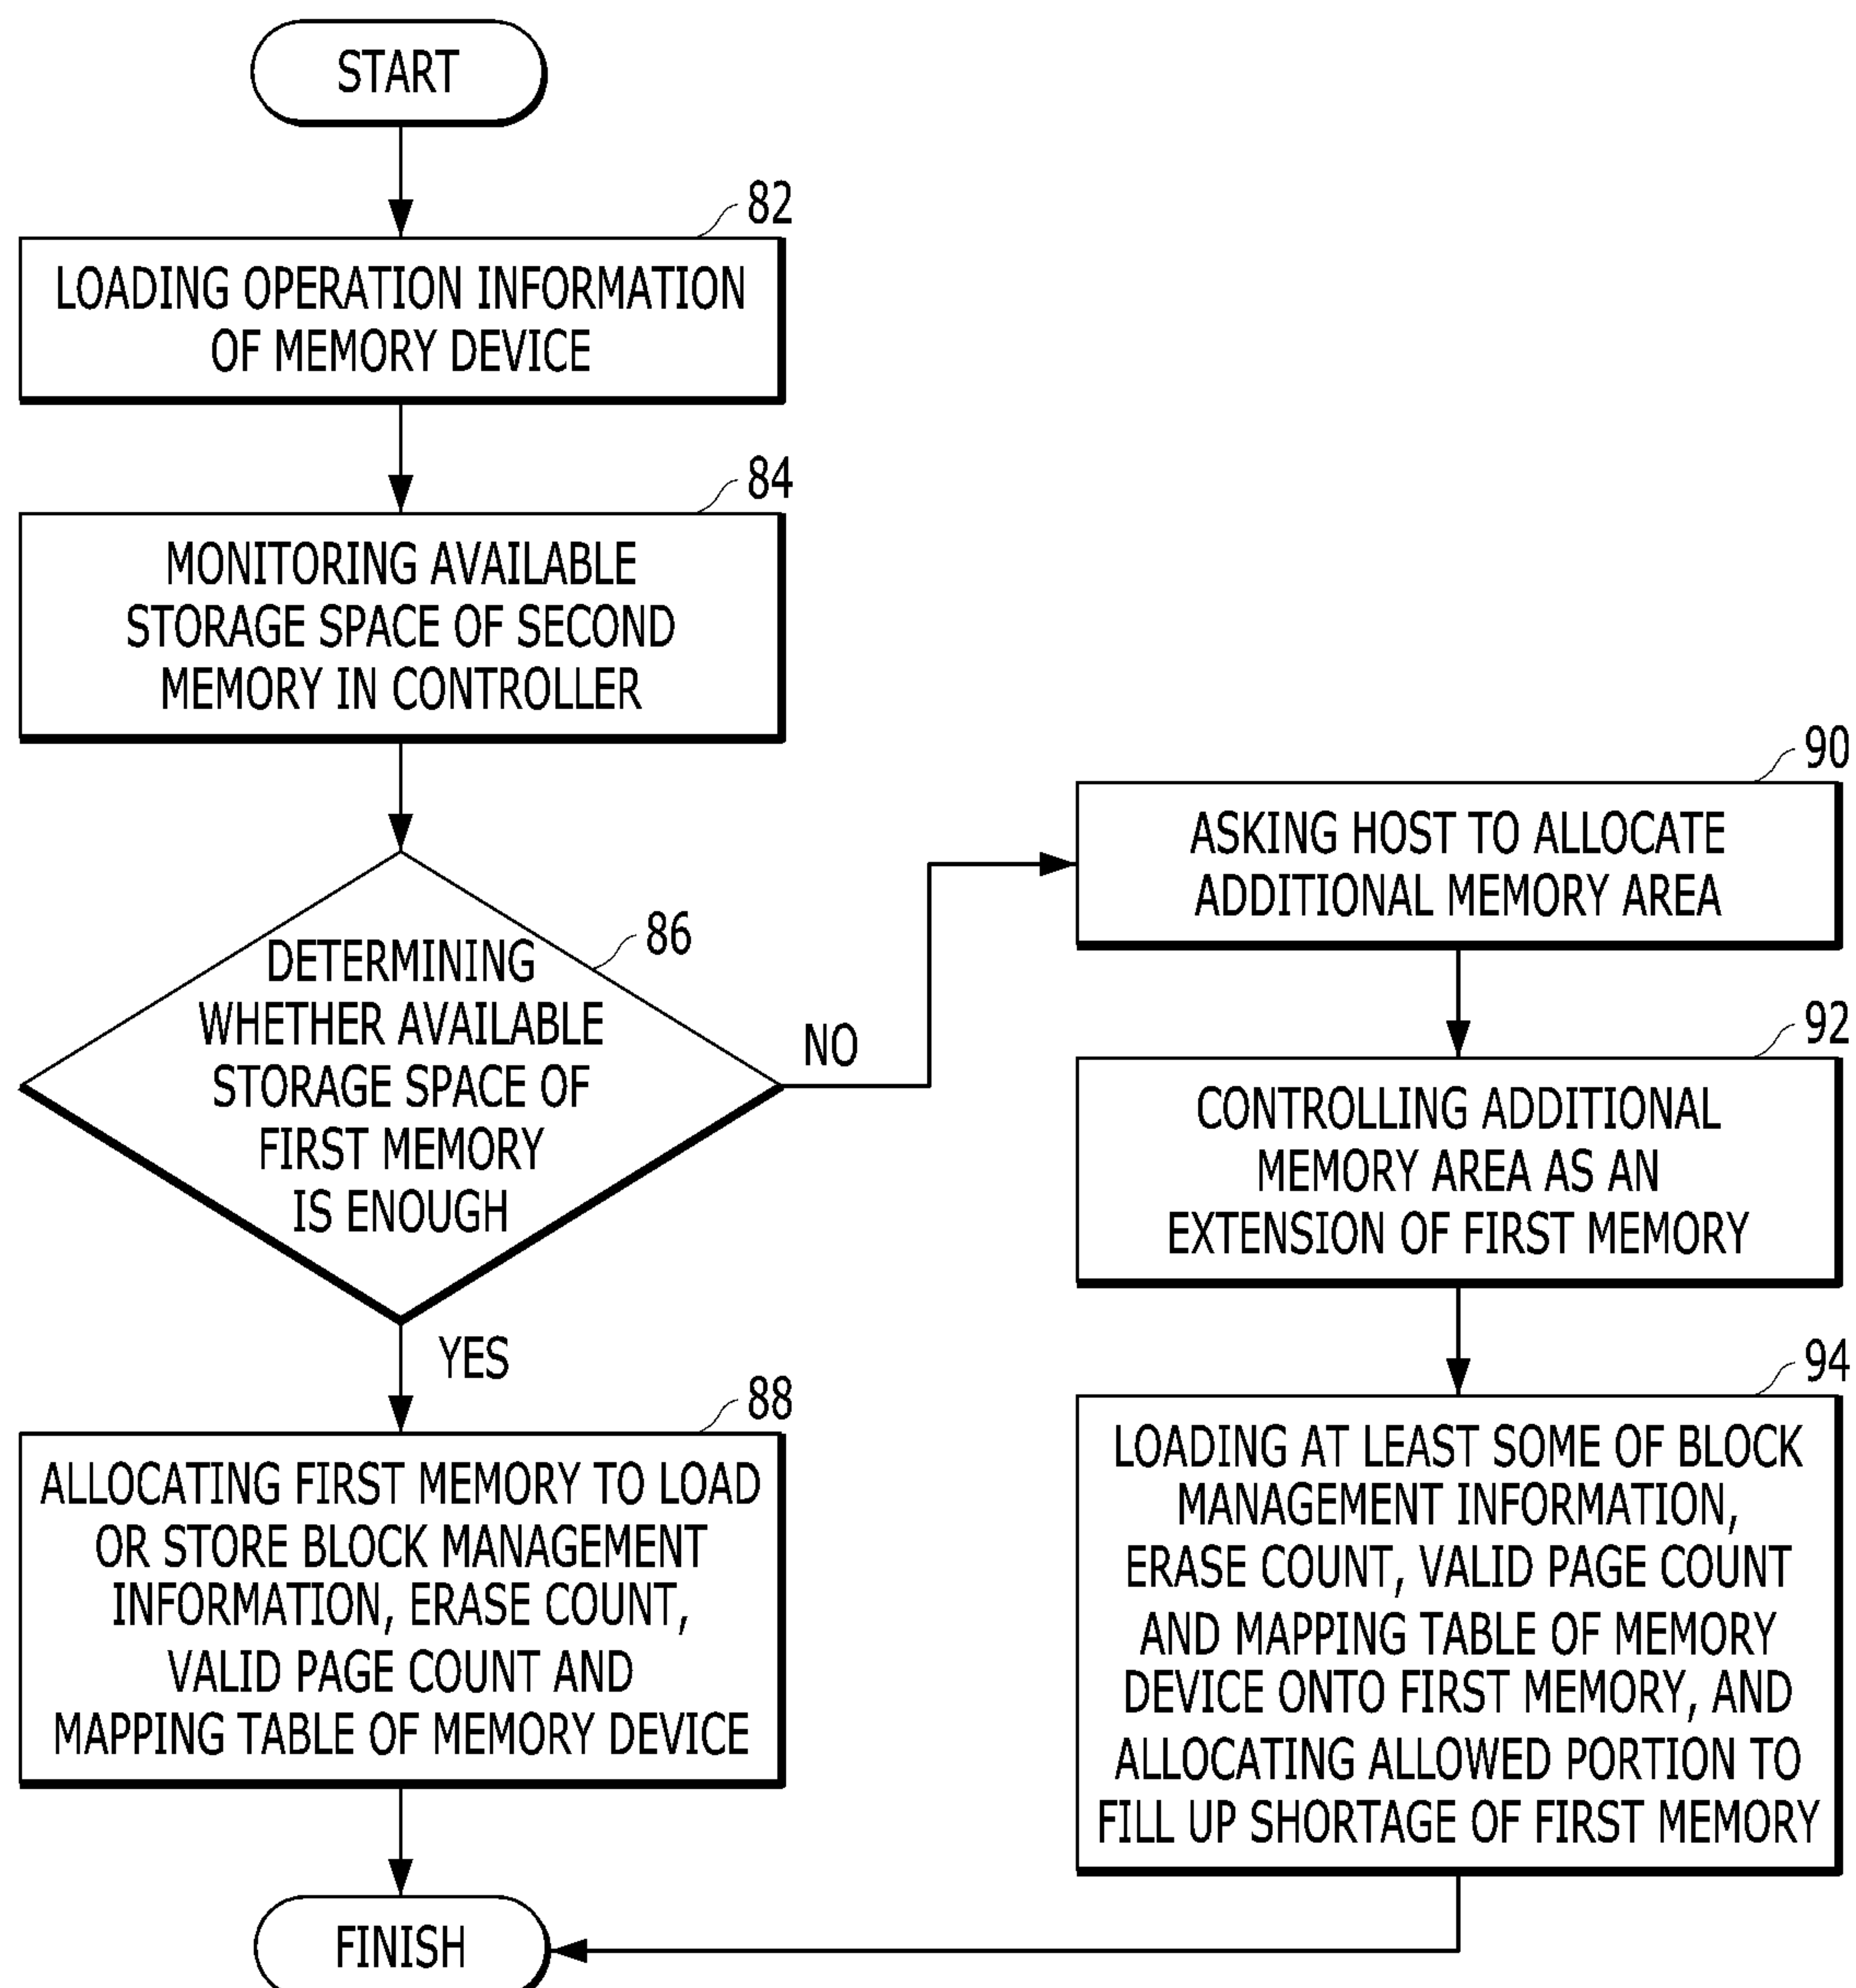 START
82
LOADING OPERATION INFORMATION
OF MEMORY DEVICE
84
MONITORING AVAILABLE
STORAGE SPACE OF SECOND
MEMORY IN CONTROLLER
86
DETERMINING
WHETHER AVAILABLE
STORAGE SPACE OF
FIRST MEMORY
IS ENOUGH
NO
YES
88
ALLOCATING FIRST MEMORY TO LOAD
OR STORE BLOCK MANAGEMENT
INFORMATION, ERASE COUNT,
VALID PAGE COUNT AND
MAPPING TABLE OF MEMORY DEVICE
90
ASKING HOST TO ALLOCATE
ADDITIONAL MEMORY AREA
92
CONTROLLING ADDITIONAL
MEMORY AREA AS AN
EXTENSION OF FIRST MEMORY
94
LOADING AT LEAST SOME OF BLOCK
MANAGEMENT INFORMATION,
ERASE COUNT, VALID PAGE COUNT
AND MAPPING TABLE OF MEMORY
DEVICE ONTO FIRST MEMORY, AND
ALLOCATING ALLOWED PORTION TO
FILL UP SHORTAGE OF FIRST MEMORY
FINISH